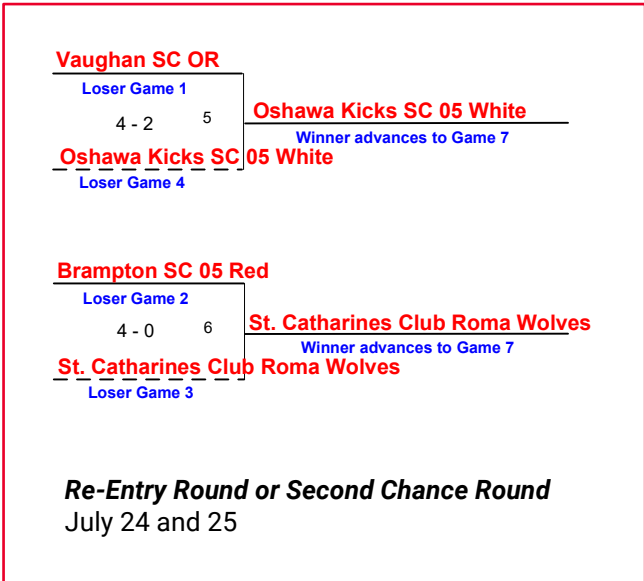 Vaughan SC OR
Loser Game 1
4 - 2 5
Oshawa Kicks SC 05 White
Winner advances to Game 7
Oshawa Kicks SC 05 White
Loser Game 4
Brampton SC 05 Red
Loser Game 2
4 - 0 6
St. Catharines Club Roma Wolves
Winner advances to Game 7
St. Catharines Club Roma Wolves
Loser Game 3
Re-Entry Round or Second Chance Round
July 24 and 25